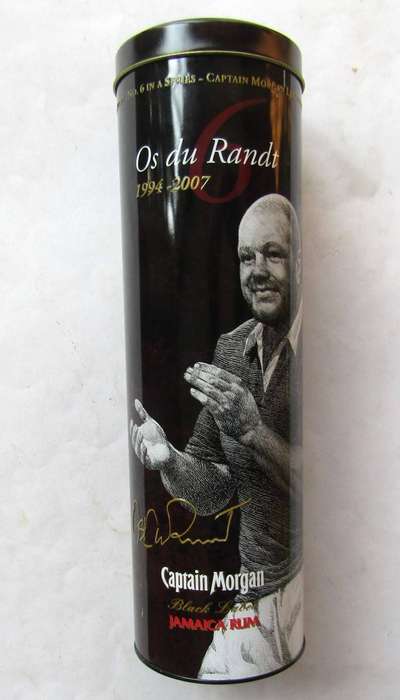 No. 6 IN A SERIES – CAPTAIN MORGAN
6
Os du Randt
1994 - 2007
Captain Morgan
Black Label
JAMAICA RUM